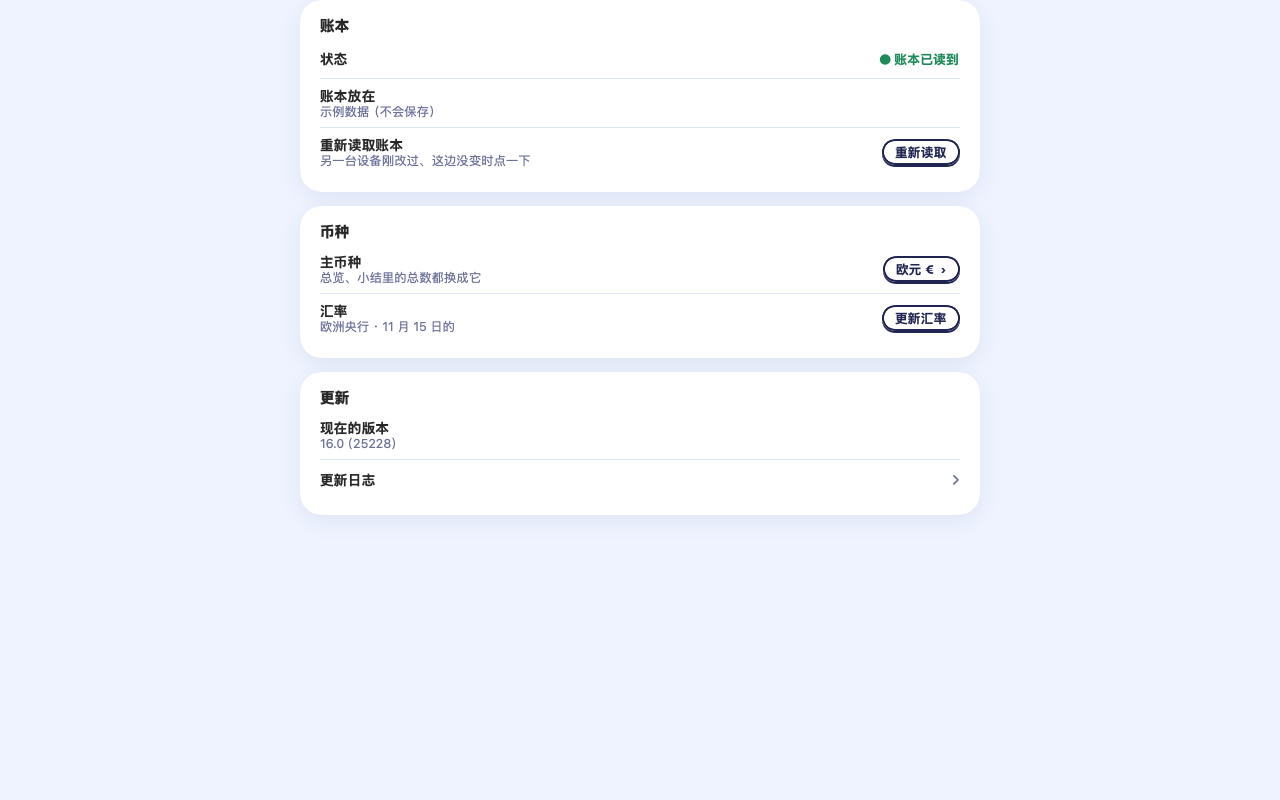 账本
状态
账本已读到
账本放在
示例数据（不会保存）
重新读取账本
另一台设备刚改过、这边没变时点一下
重新读取
币种
主币种
总览、小结里的总数都换成它
欧元 € ›
汇率
欧洲央行 · 11 月 15 日的
更新汇率
更新
现在的版本
16.0 (25228)
更新日志